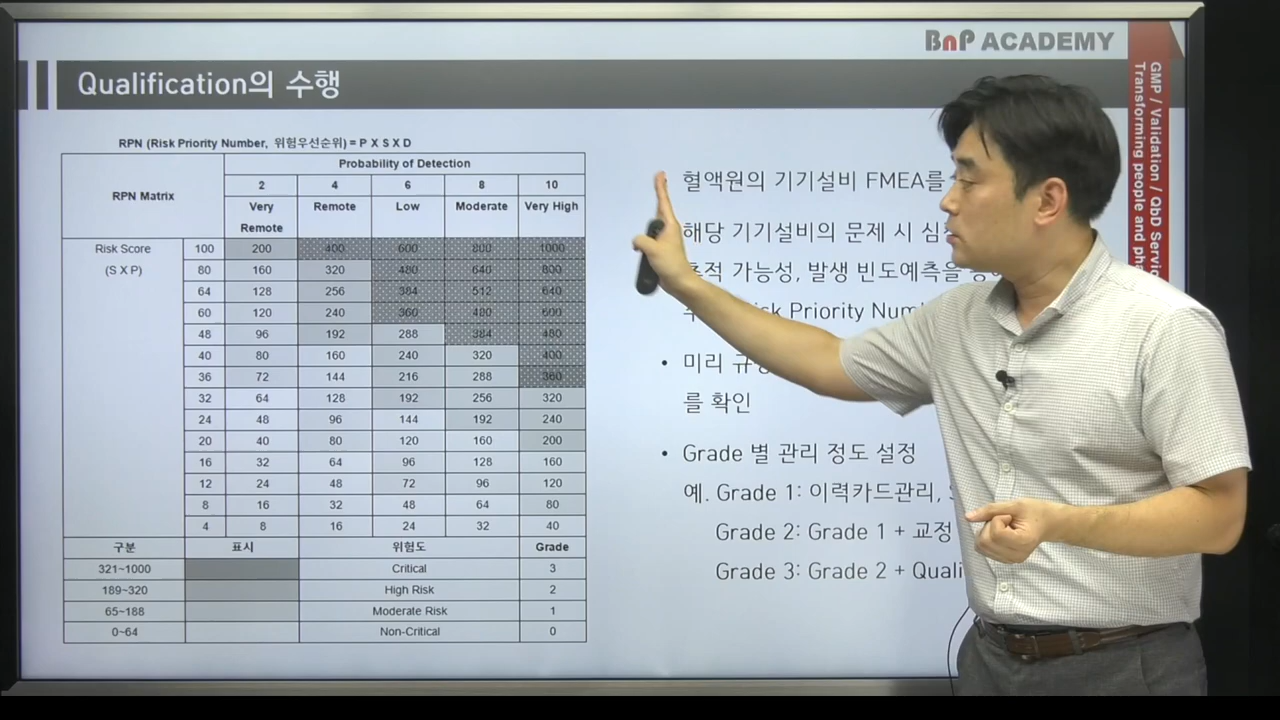 BnP ACADEMY
GMP / Validation / QbD Servic
Transforming people and pha
Qualification의 수행
RPN (Risk Priority Number, 위험우선순위) = P X S X D
RPN Matrix
Probability of Detection
2 4 6 8 10
Very Remote Remote Low Moderate Very High
Risk Score (S X P)
100 200 400 600 800 1000
80 160 320 480 640 800
64 128 256 384 512 640
60 120 240 360 480 600
48 96 192 288 384 480
40 80 160 240 320 400
36 72 144 216 288 360
32 64 128 192 256 320
24 48 96 144 192 240
20 40 80 120 160 200
16 32 64 96 128 160
12 24 48 72 96 120
8 16 32 48 64 80
4 8 16 24 32 40
구분 표시 위험도 Grade
321~1000 Critical 3
189~320 High Risk 2
65~188 Moderate Risk 1
0~64 Non-Critical 0
혈액원의 기기설비 FMEA를
해당 기기설비의 문제 시
가능성, 발생 빈도예측을
Priority
• 미리
를 확인
• Grade 별 관리 정도 설정
예. Grade 1: 이력카드관리,
Grade 2: Grade 1 + 교정
Grade 3: Grade 2 + Quali